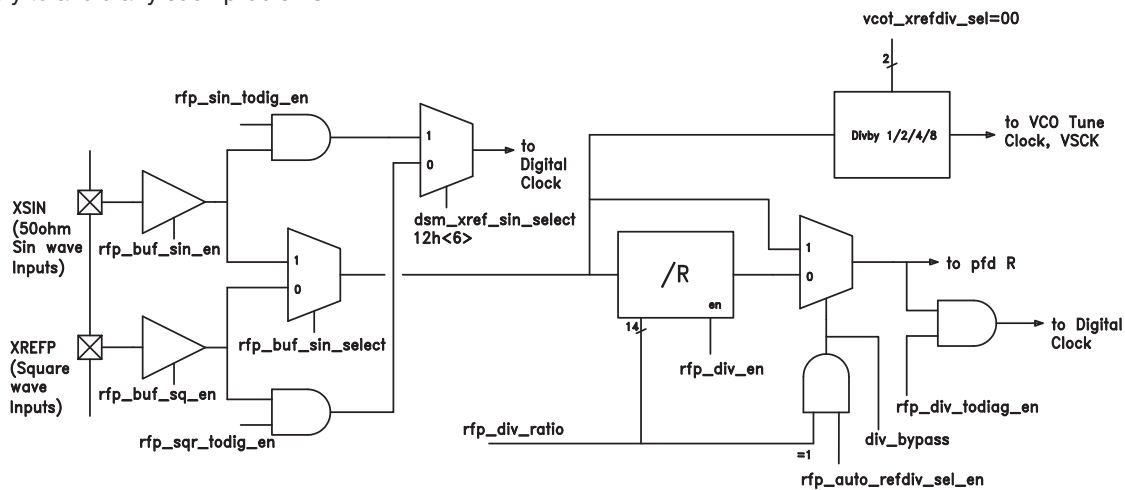 vcot_xrefdiv_sel=00
2
rfp_sin_todig_en
1
0
Divby 1/2/4/8
to VCO Tune
Clock, VSCK
to
Digital
Clock
XSIN
(50ohm
Sin wave
Inputs)
rfp_buf_sin_en
dsm_xref_sin_select
12h<6>
1
0
/R
en
1
0
to pfd R
14
XREFP
(Square
wave
Inputs)
rfp_buf_sin_select
rfp_buf_sq_en
rfp_div_en
to Digital
Clock
rfp_div_todiag_en
rfp_sqr_todig_en
rfp_div_ratio
div_bypass
=1
rfp_auto_refdiv_sel_en